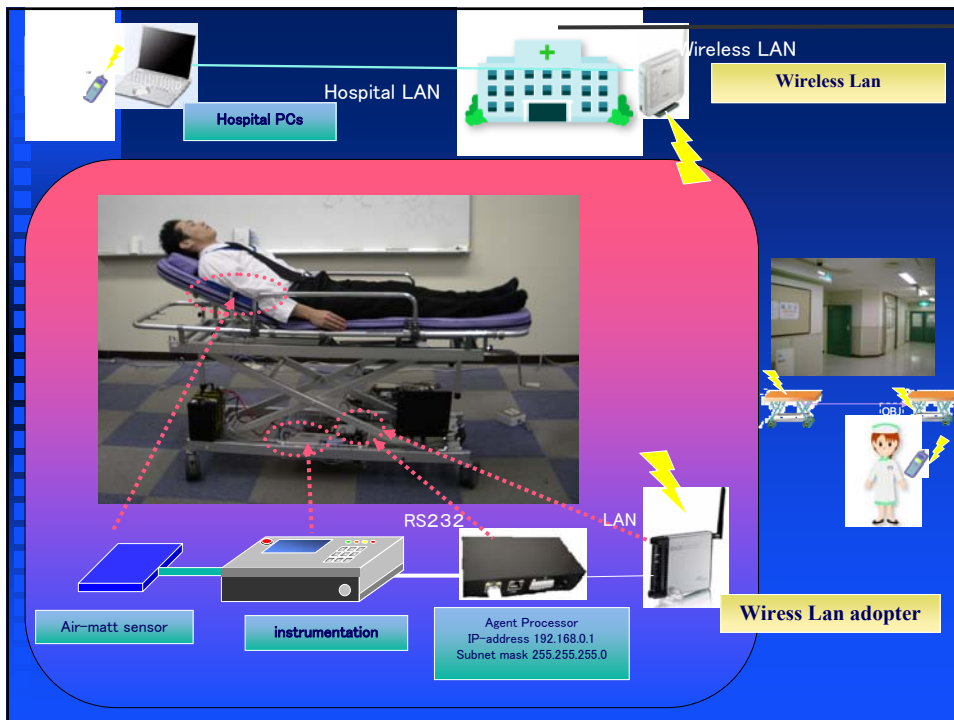 Wireless LAN
Wireless Lan
Hospital LAN
Hospital PCs
OBJ
RS232
LAN
Air-matt sensor
instrumentation
Agent Processor
IP-address 192.168.0.1
Subnet mask 255.255.255.0
Wiress Lan adopter